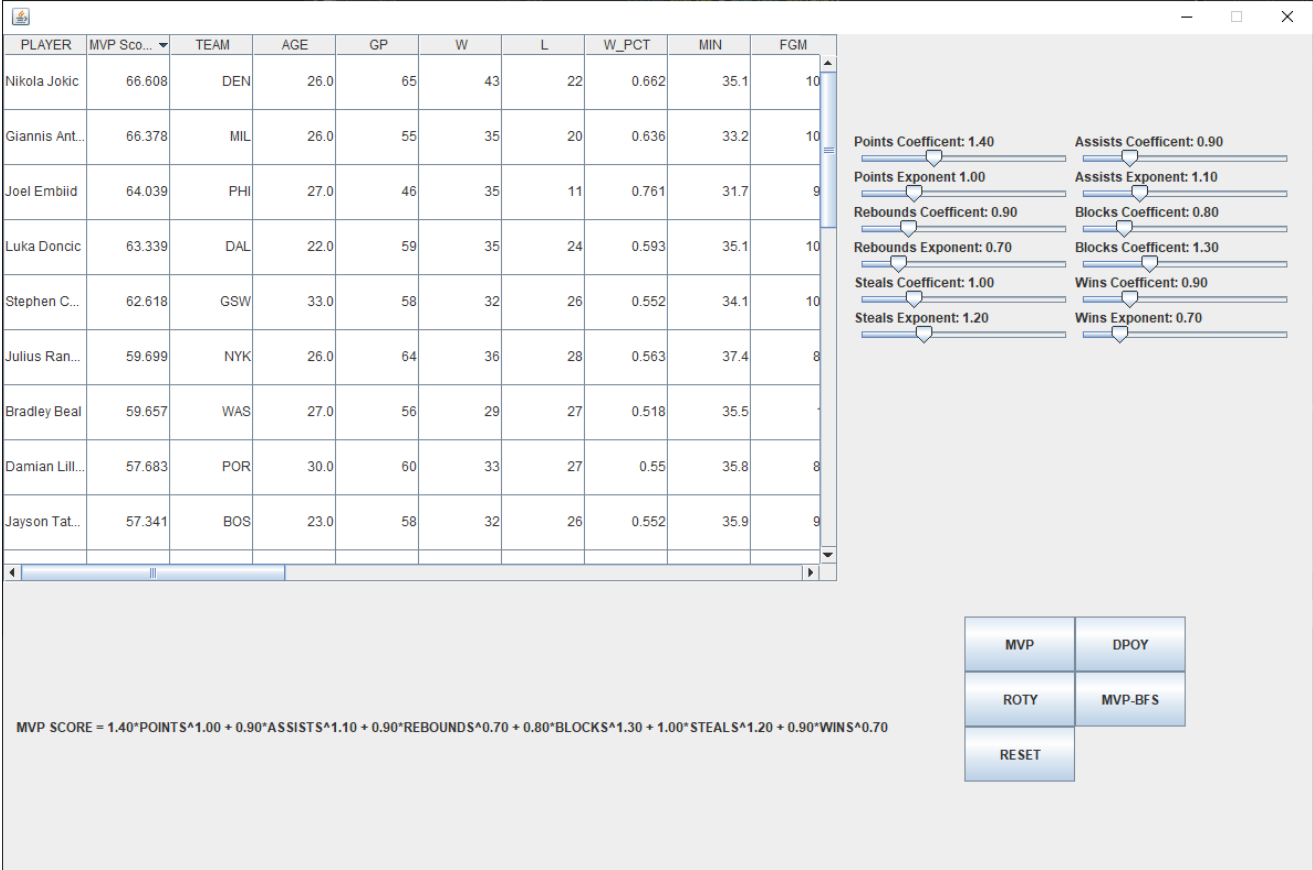 PLAYER MVP Sco... TEAM AGE GP W L W_PCT MIN FGM
Nikola Jokic 66.608 DEN 26.0 65 43 22 0.662 35.1 10
Giannis Ant... 66.378 MIL 26.0 55 35 20 0.636 33.2 10
Joel Embiid 64.039 PHI 27.0 46 35 11 0.761 31.7 9
Luka Doncic 63.339 DAL 22.0 59 35 24 0.593 35.1 10
Stephen C... 62.618 GSW 33.0 58 32 26 0.552 34.1 10
Julius Ran... 59.699 NYK 26.0 64 36 28 0.563 37.4 8
Bradley Beal 59.657 WAS 27.0 56 29 27 0.518 35.5
Damian Lill... 57.683 POR 30.0 60 33 27 0.55 35.8 8
Jayson Tat... 57.341 BOS 23.0 58 32 26 0.552 35.9 9
Points Coefficent: 1.40 Assists Coefficent: 0.90
Points Exponent 1.00 Assists Exponent: 1.10
Rebounds Coefficent: 0.90 Blocks Coefficent: 0.80
Rebounds Exponent: 0.70 Blocks Coefficent: 1.30
Steals Coefficent: 1.00 Wins Coefficent: 0.90
Steals Exponent: 1.20 Wins Exponent: 0.70
MVP DPOY
ROTY MVP-BFS
RESET
MVP SCORE = 1.40*POINTS^1.00 + 0.90*ASSISTS^1.10 + 0.90*REBOUNDS^0.70 + 0.80*BLOCKS^1.30 + 1.00*STEALS^1.20 + 0.90*WINS^0.70